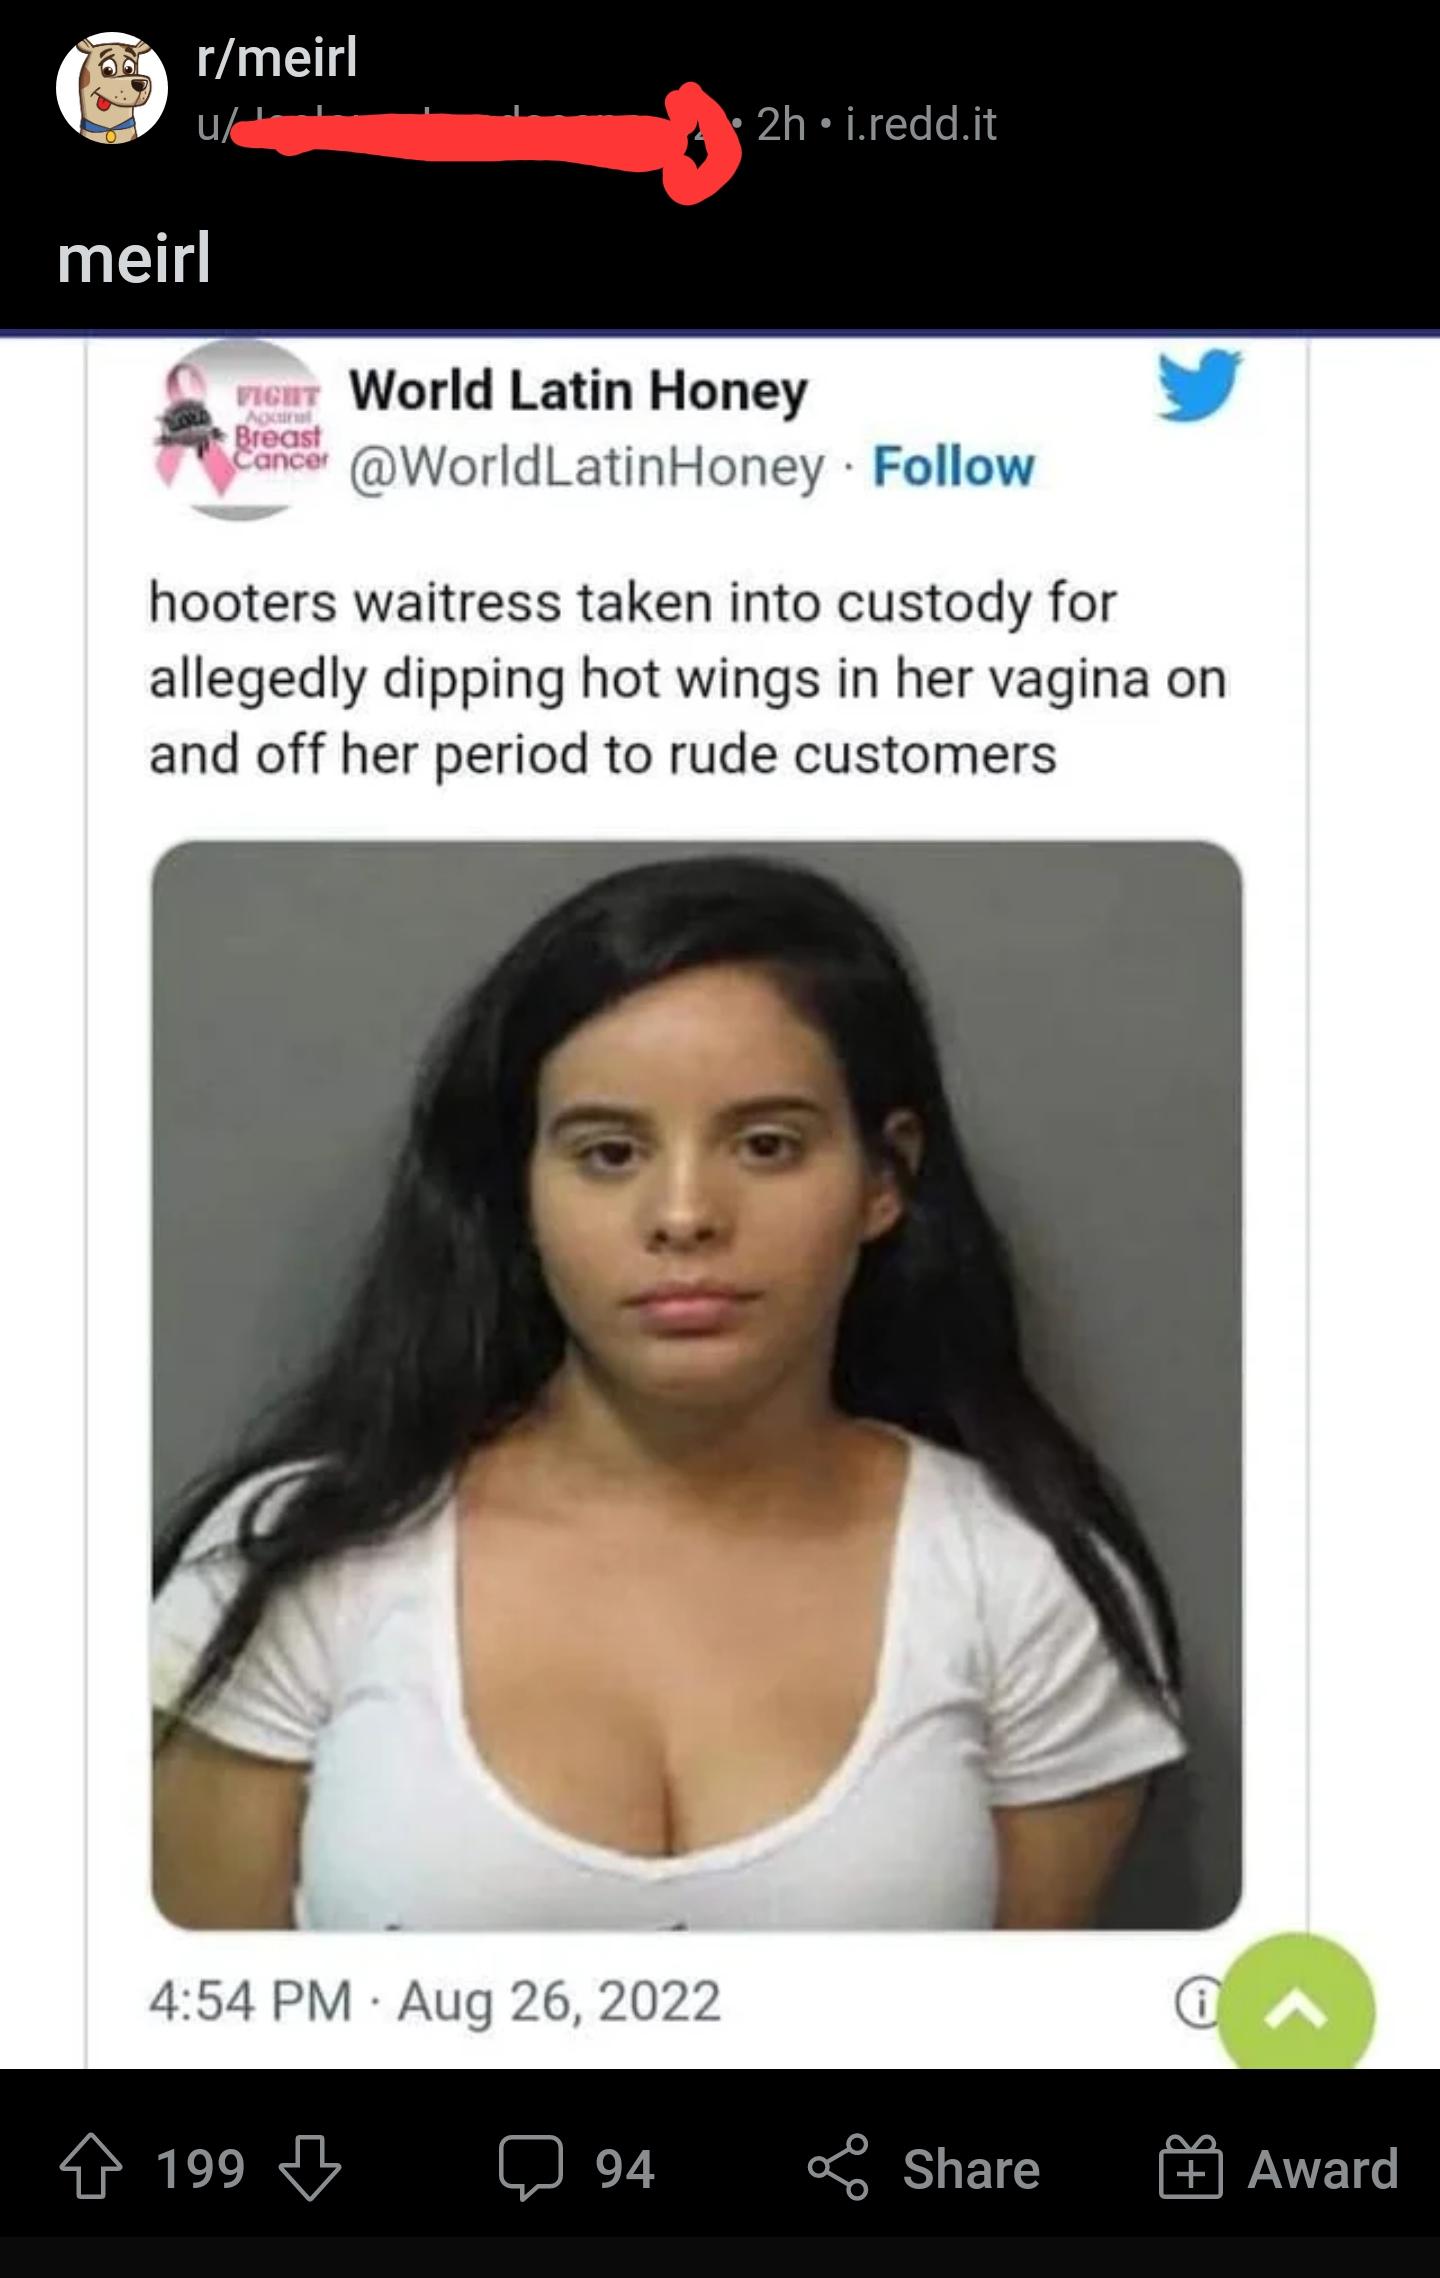 r/meirl
u/ • 2h • i.redd.it
meirl
FIGHT
Against
Breast
Cancer
World Latin Honey
@WorldLatinHoney · Follow
hooters waitress taken into custody for
allegedly dipping hot wings in her vagina on
and off her period to rude customers
4:54 PM · Aug 26, 2022
199
94
Share
Award